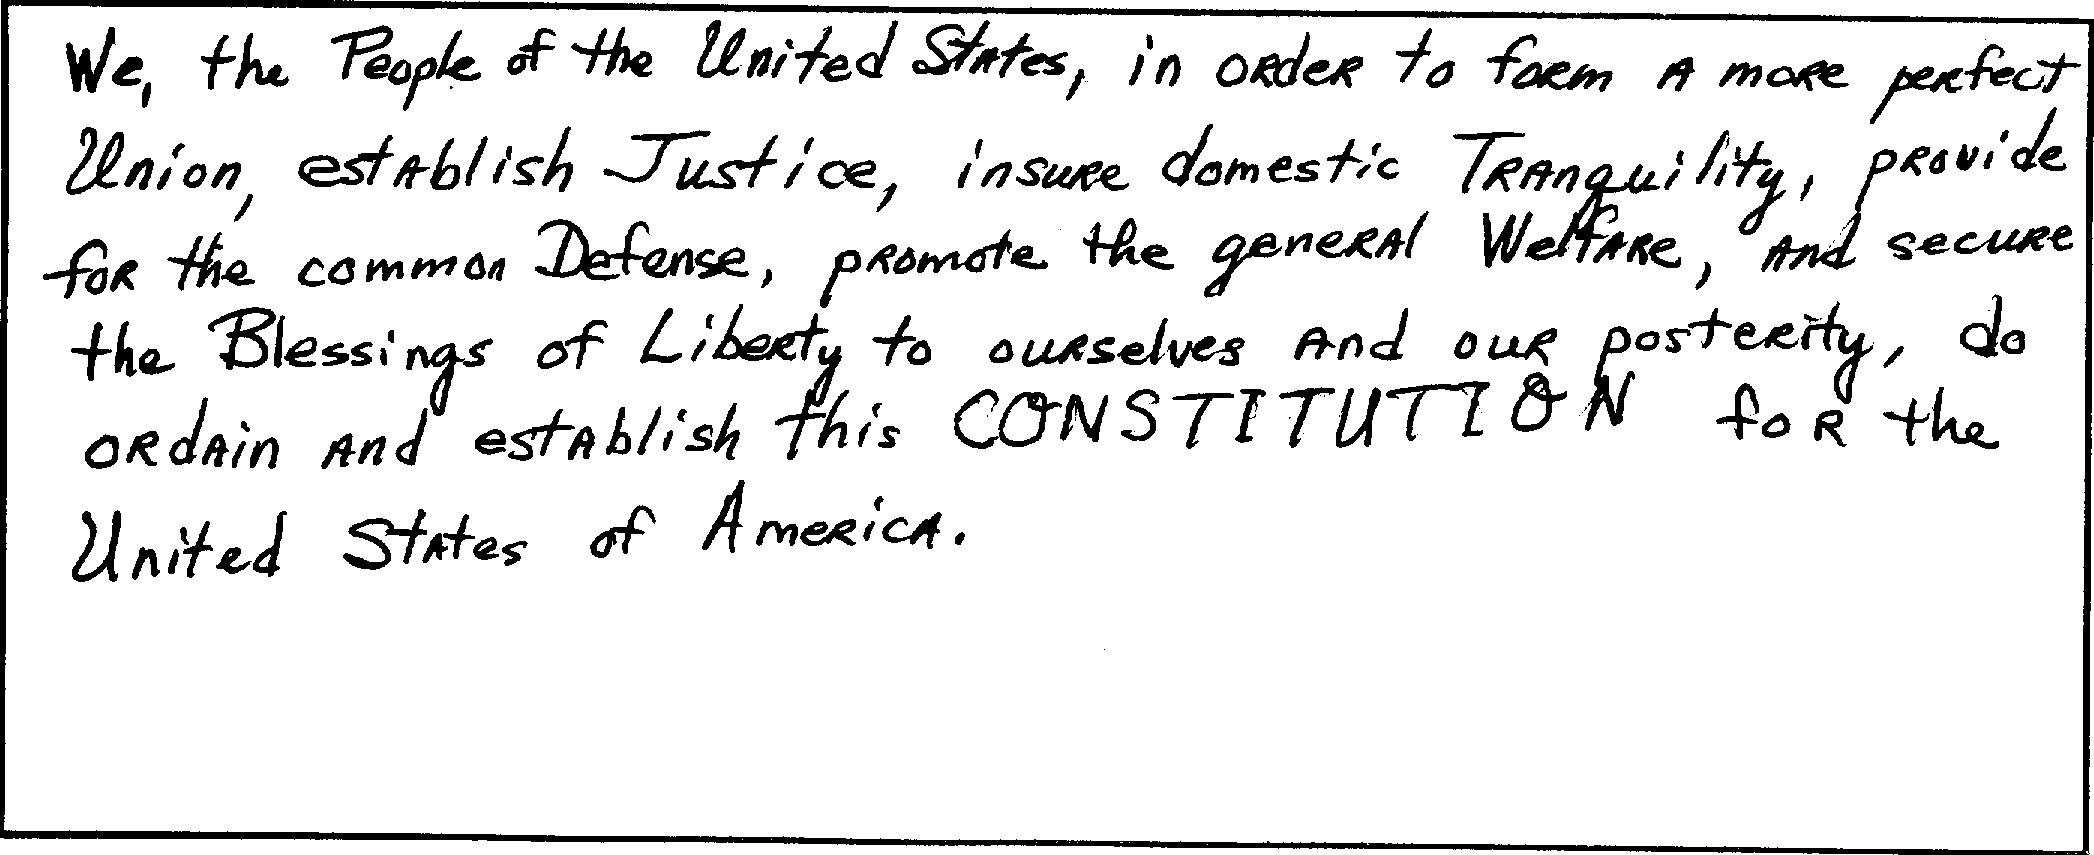 We, the People of the United States, in order to form a more perfect
Union, establish Justice, insure domestic Tranquility, provide
for the common Defense, promote the general Welfare, and secure
the Blessings of Liberty to ourselves and our posterity, do
ordain and establish this CONSTITUTION for the
United States of America.